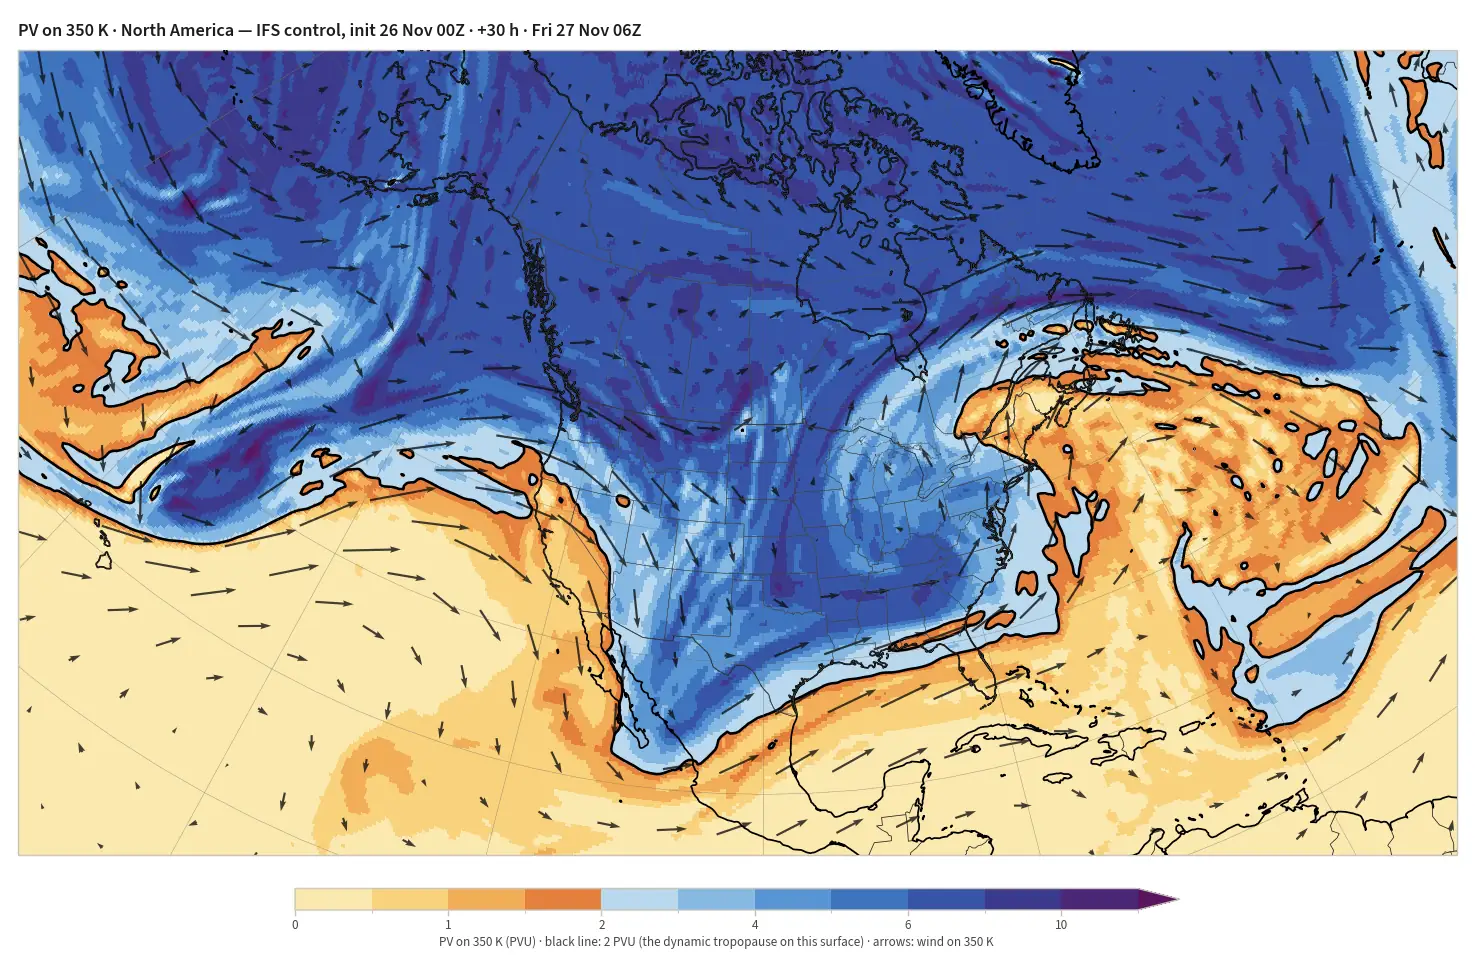 PV on 350 K · North America — IFS control, init 26 Nov 00Z · +30 h · Fri 27 Nov 06Z
0 1 2 4 6 10
PV on 350 K (PVU) · black line: 2 PVU (the dynamic tropopause on this surface) · arrows: wind on 350 K